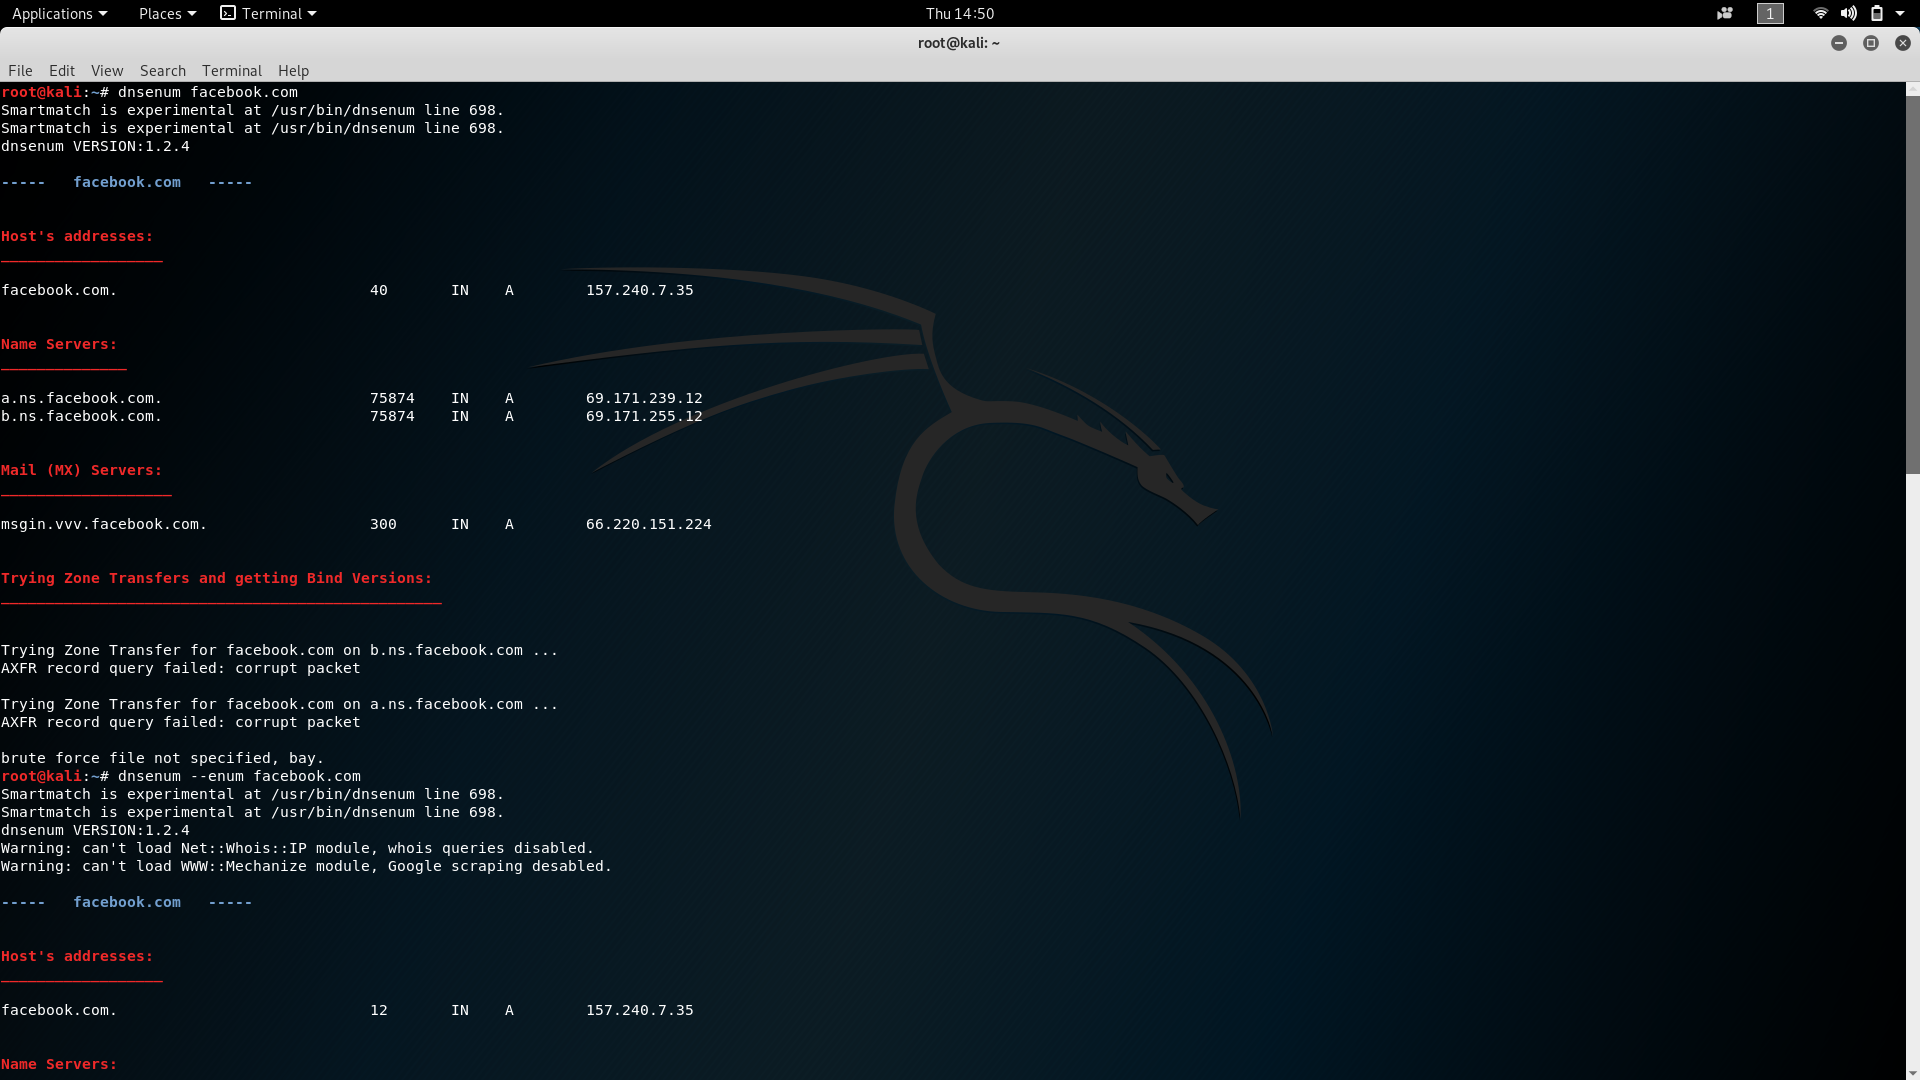 Applications Places Terminal Thu 14:50 1
root@kali: ~
File Edit View Search Terminal Help
root@kali:~# dnsenum facebook.com
Smartmatch is experimental at /usr/bin/dnsenum line 698.
Smartmatch is experimental at /usr/bin/dnsenum line 698.
dnsenum VERSION:1.2.4
----- facebook.com -----
Host's addresses:
__________________
facebook.com. 40 IN A 157.240.7.35
Name Servers:
______________
a.ns.facebook.com. 75874 IN A 69.171.239.12
b.ns.facebook.com. 75874 IN A 69.171.255.12
Mail (MX) Servers:
___________________
msgin.vvv.facebook.com. 300 IN A 66.220.151.224
Trying Zone Transfers and getting Bind Versions:
_________________________________________________
Trying Zone Transfer for facebook.com on b.ns.facebook.com ...
AXFR record query failed: corrupt packet
Trying Zone Transfer for facebook.com on a.ns.facebook.com ...
AXFR record query failed: corrupt packet
brute force file not specified, bay.
root@kali:~# dnsenum --enum facebook.com
Smartmatch is experimental at /usr/bin/dnsenum line 698.
Smartmatch is experimental at /usr/bin/dnsenum line 698.
dnsenum VERSION:1.2.4
Warning: can't load Net::Whois::IP module, whois queries disabled.
Warning: can't load WWW::Mechanize module, Google scraping desabled.
----- facebook.com -----
Host's addresses:
__________________
facebook.com. 12 IN A 157.240.7.35
Name Servers: